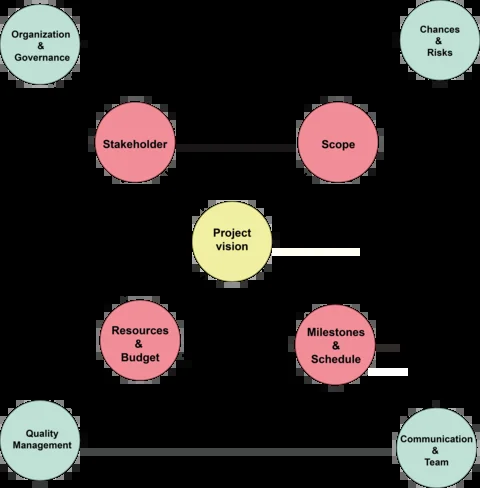 Organization
&
Governance
Chances
&
Risks
Stakeholder
Scope
Project
vision
Resources
&
Budget
Milestones
&
Schedule
Quality
Management
Communication
&
Team